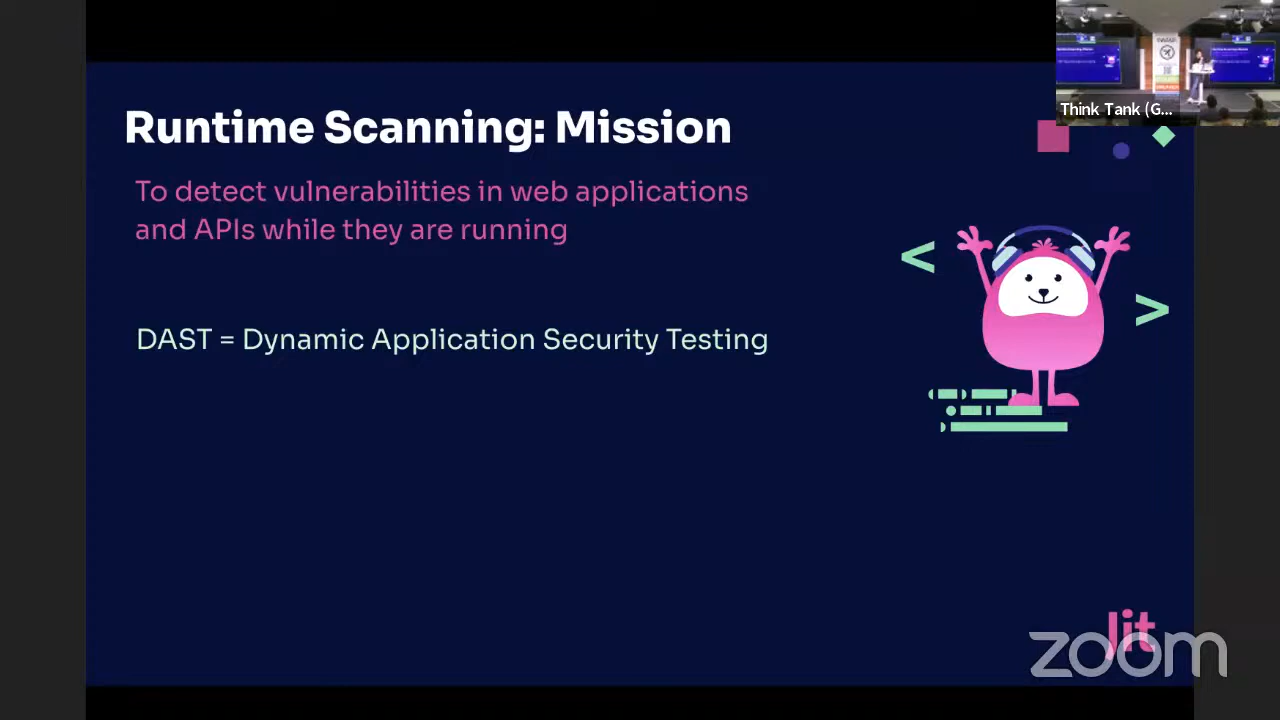 Think Tank (G...
Runtime Scanning: Mission
To detect vulnerabilities in web applications
and APIs while they are running
< >
DAST = Dynamic Application Security Testing
Jit
zoom